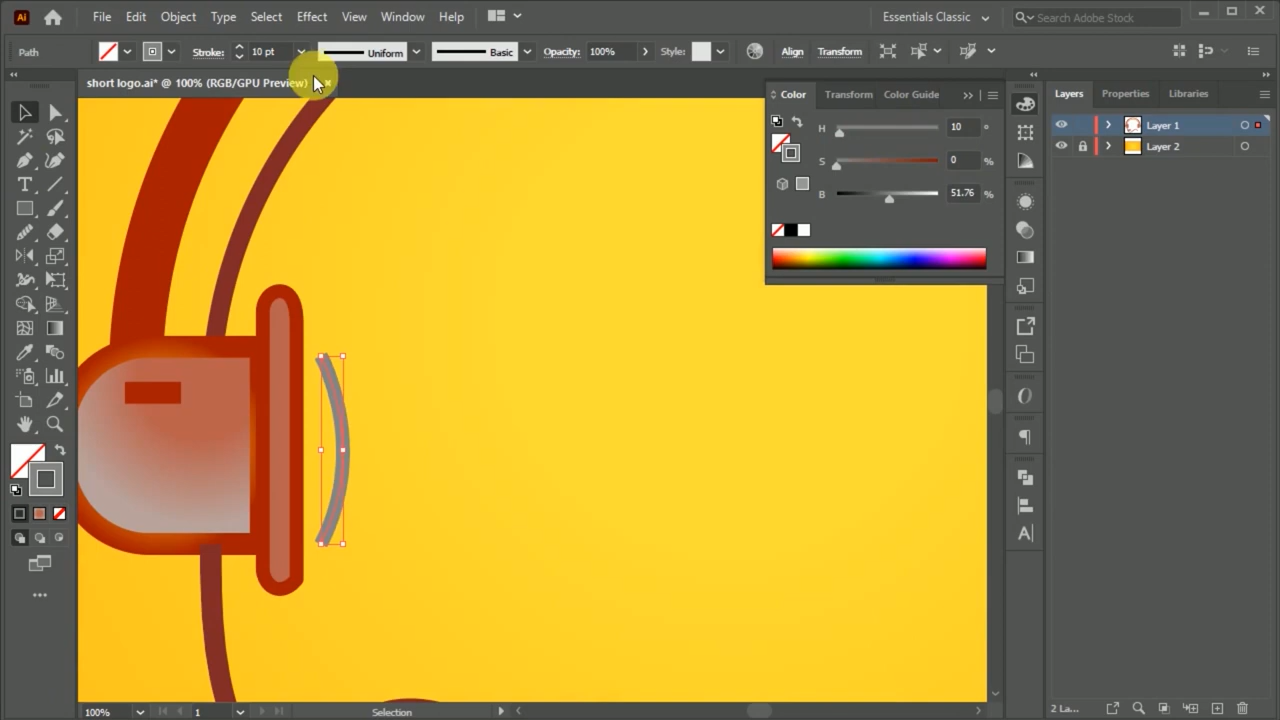 Ai File Edit Object Type Select Effect View Window Help Essentials Classic Search Adobe Stock
Path Stroke: 10 pt Uniform Basic Opacity: 100% Style: Align Transform
short logo.ai* @ 100% (RGB/GPU Preview)
Color Transform Color Guide
Layers Properties Libraries
H 10 °
S 0 %
B 51.76 %
Layer 1
Layer 2
100% 1 Selection
2 La...